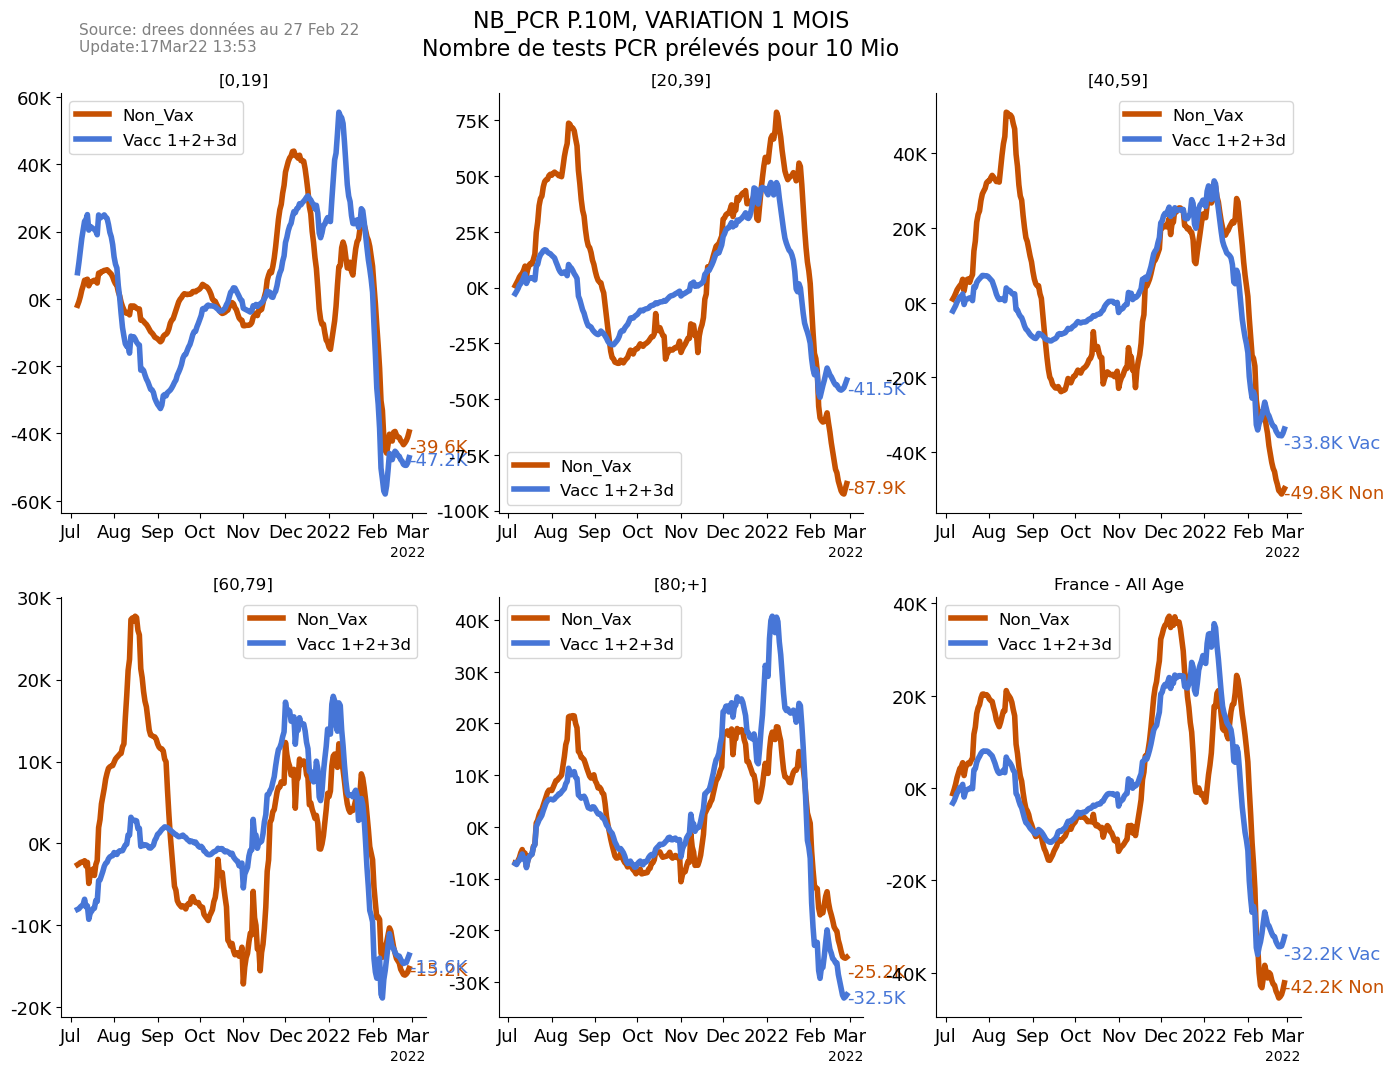 Source: drees données au 27 Feb 22
Update:17Mar22 13:53
NB_PCR P.10M, VARIATION 1 MOIS
Nombre de tests PCR prélevés pour 10 Mio
[0,19]
60K
40K
20K
0K
-20K
-40K
-60K
Non_Vax
Vacc 1+2+3d
-39.6K
-47.2K
Jul Aug Sep Oct Nov Dec 2022 Feb Mar
2022
[20,39]
75K
50K
25K
0K
-25K
-50K
-75K
-100K
Non_Vax
Vacc 1+2+3d
-41.5K
-87.9K
Jul Aug Sep Oct Nov Dec 2022 Feb Mar
2022
[40,59]
40K
20K
0K
-20K
-40K
Non_Vax
Vacc 1+2+3d
-33.8K Vac
-49.8K Non
Jul Aug Sep Oct Nov Dec 2022 Feb Mar
2022
[60,79]
30K
20K
10K
0K
-10K
-20K
Non_Vax
Vacc 1+2+3d
-13.6K
-15.2K
Jul Aug Sep Oct Nov Dec 2022 Feb Mar
2022
[80;+]
40K
30K
20K
10K
0K
-10K
-20K
-30K
Non_Vax
Vacc 1+2+3d
-25.2K
-32.5K
Jul Aug Sep Oct Nov Dec 2022 Feb Mar
2022
France - All Age
40K
20K
0K
-20K
-40K
Non_Vax
Vacc 1+2+3d
-32.2K Vac
-42.2K Non
Jul Aug Sep Oct Nov Dec 2022 Feb Mar
2022